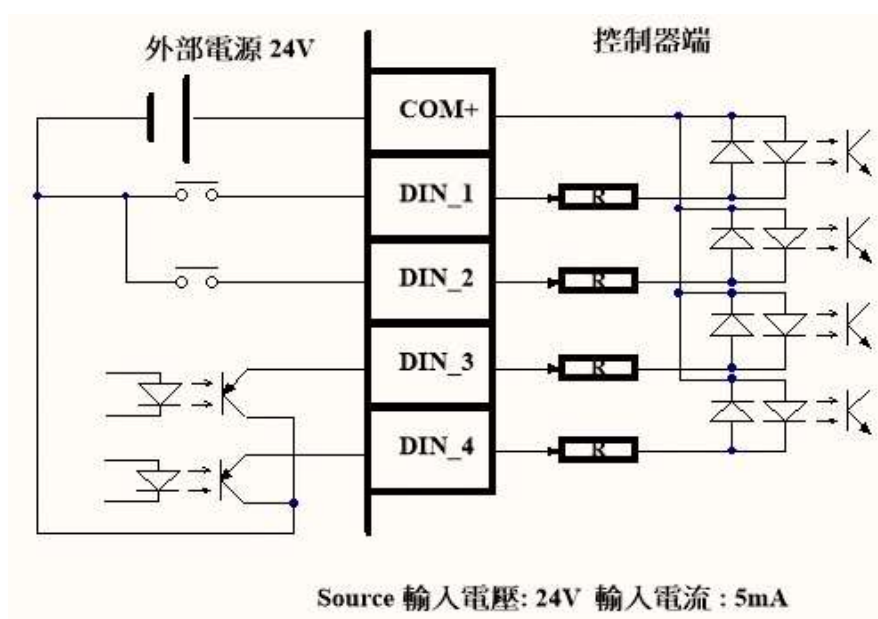 外部電源 24V
控制器端
COM+
DIN_1
R
DIN_2
R
DIN_3
R
DIN_4
R
Source 輸入電壓: 24V 輸入電流 : 5mA